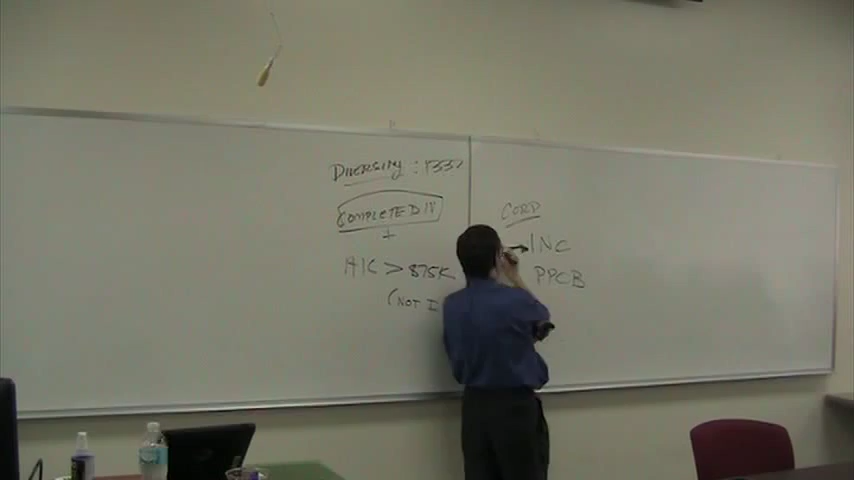 DIVERSITY : 1332
COMPLETE DIV
+
AIC > $75K
(NOT I
CORP
INC
PPCB